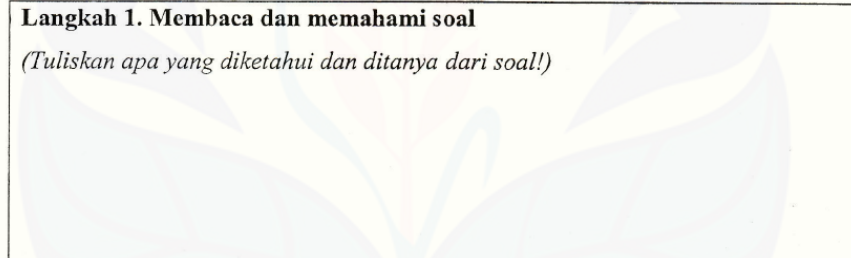 Langkah 1. Membaca dan memahami soal
(Tuliskan apa yang diketahui dan ditanya dari soal!)